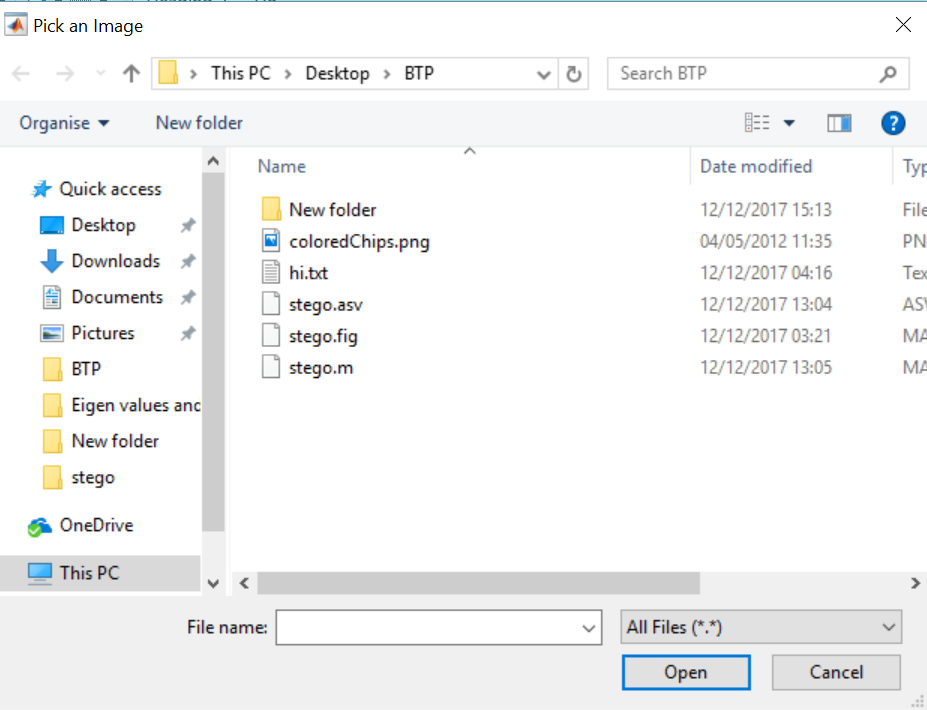 Pick an Image
This PC > Desktop > BTP
Search BTP
Organise
New folder
Name
Date modified
Typ
Quick access
Desktop
Downloads
Documents
Pictures
BTP
Eigen values and
New folder
stego
OneDrive
This PC
New folder 12/12/2017 15:13 File
coloredChips.png 04/05/2012 11:35 PN
hi.txt 12/12/2017 04:16 Tex
stego.asv 12/12/2017 13:04 ASV
stego.fig 12/12/2017 03:21 MA
stego.m 12/12/2017 13:05 MA
File name:
All Files (*.*)
Open
Cancel